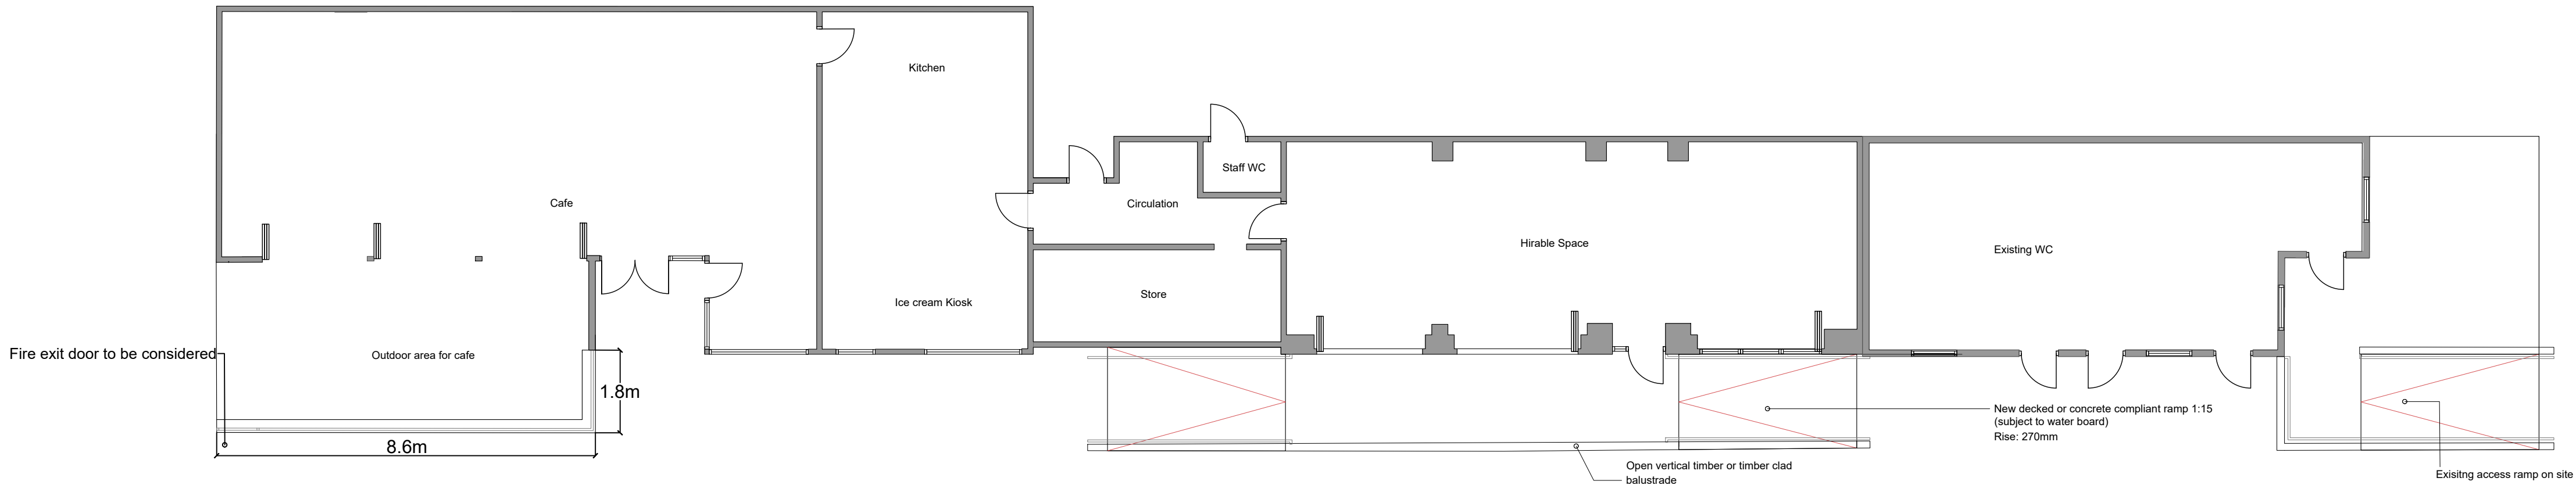 Kitchen
Staff WC
Cafe
Circulation
Hirable Space
Existing WC
Store
Ice cream Kiosk
Fire exit door to be considered
Outdoor area for cafe
1.8m
8.6m
New decked or concrete compliant ramp 1:15
(subject to water board)
Rise: 270mm
Open vertical timber or timber clad
balustrade
Exisitng access ramp on site